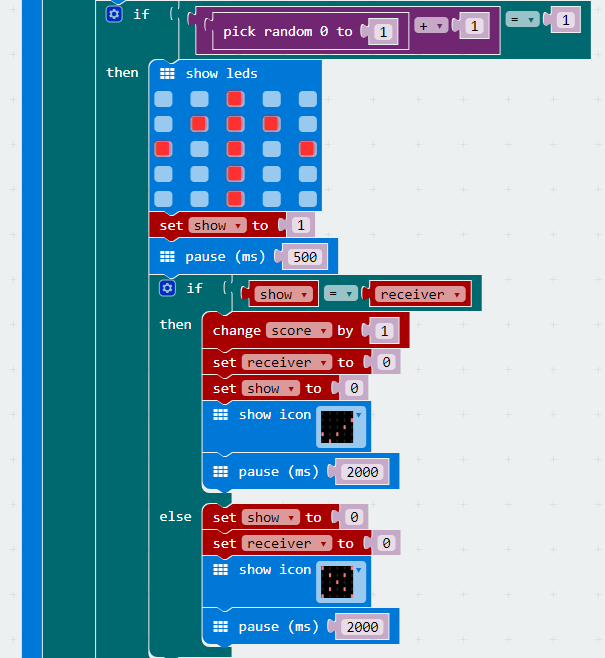 if pick random 0 to 1 + 1 = 1
then show leds
set show to 1
pause (ms) 500
if show = receiver
then change score by 1
set receiver to 0
set show to 0
show icon
pause (ms) 2000
else set show to 0
set receiver to 0
show icon
pause (ms) 2000